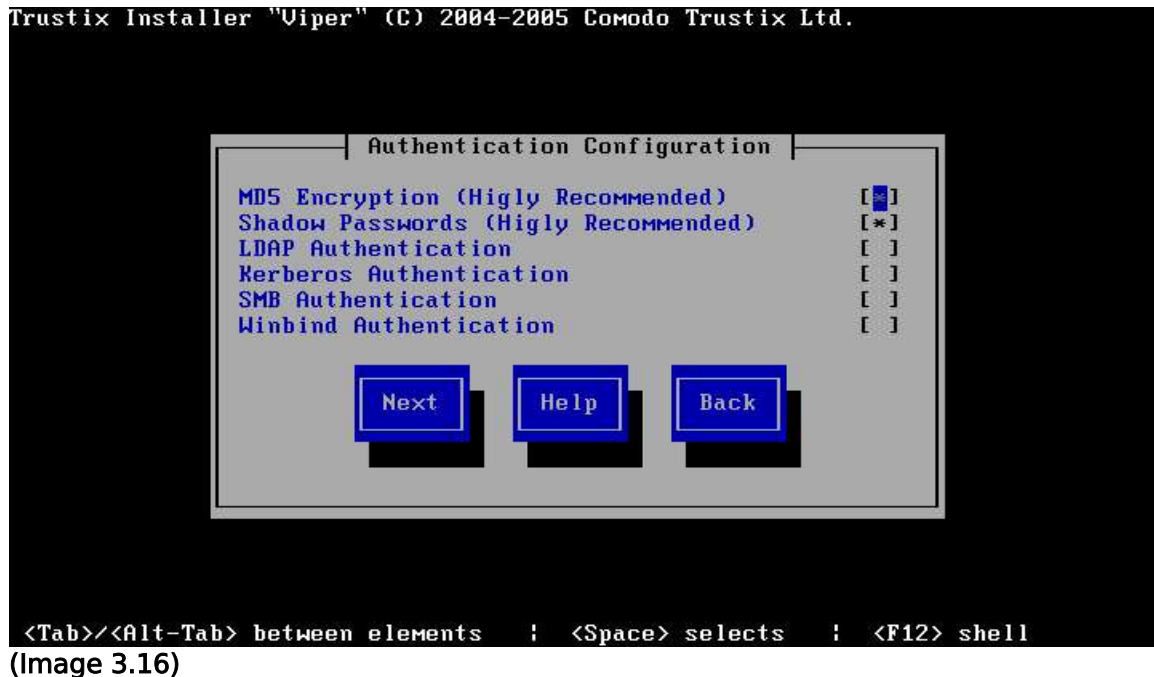 Trustix Installer "Viper" (C) 2004-2005 Comodo Trustix Ltd.
Authentication Configuration
MD5 Encryption (Higly Recommended) [*]
Shadow Passwords (Higly Recommended) [*]
LDAP Authentication [ ]
Kerberos Authentication [ ]
SMB Authentication [ ]
Winbind Authentication [ ]
Next Help Back
<Tab>/<Alt-Tab> between elements ¦ <Space> selects ¦ <F12> shell
(Image 3.16)